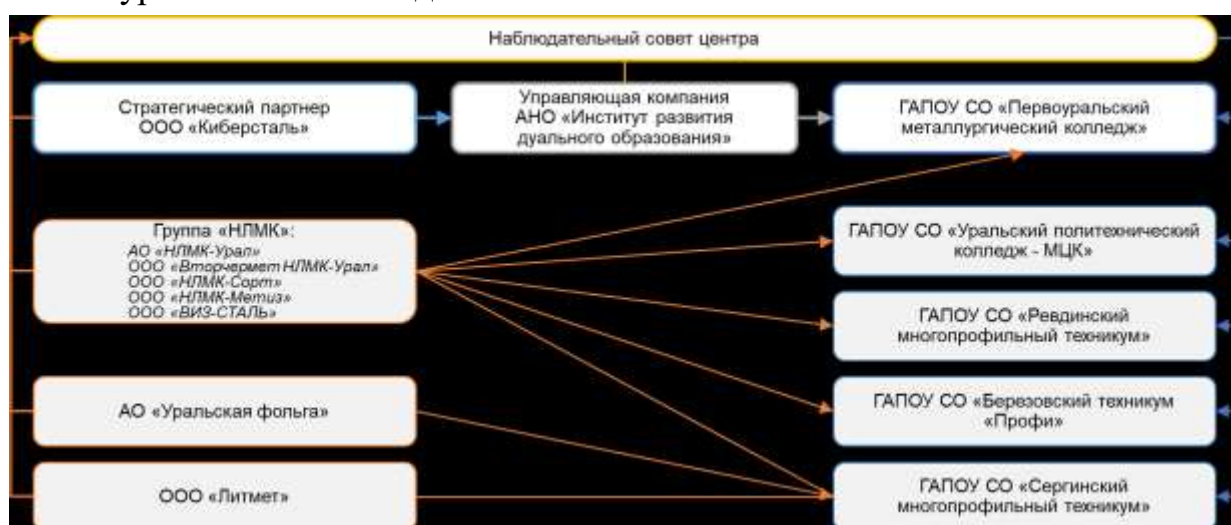 Наблюдательный совет центра
Стратегический партнер
ООО «Киберсталь»
Управляющая компания
АНО «Институт развития
дуального образования»
ГАПОУ СО «Первоуральский
металлургический колледж»
Группа «НЛМК»:
АО «НЛМК-Урал»
ООО «Вторчермет НЛМК-Урал»
ООО «НЛМК-Сорт»
ООО «НЛМК-Метиз»
ООО «ВИЗ-СТАЛЬ»
ГАПОУ СО «Уральский политехнический
колледж - МЦК»
ГАПОУ СО «Ревдинский
многопрофильный техникум»
АО «Уральская фольга»
ГАПОУ СО «Березовский техникум
«Профи»
ООО «Литмет»
ГАПОУ СО «Сергинский
многопрофильный техникум»